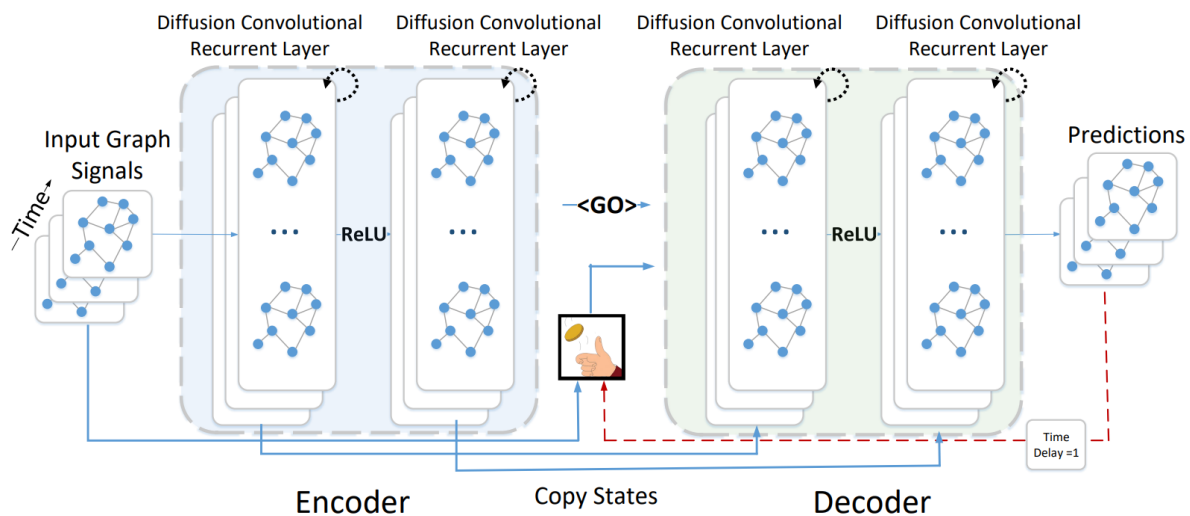 Diffusion Convolutional
Recurrent Layer
Diffusion Convolutional
Recurrent Layer
Diffusion Convolutional
Recurrent Layer
Diffusion Convolutional
Recurrent Layer
Input Graph
Signals
Time
Predictions
<GO>
ReLU
ReLU
Time
Delay =1
Encoder
Copy States
Decoder